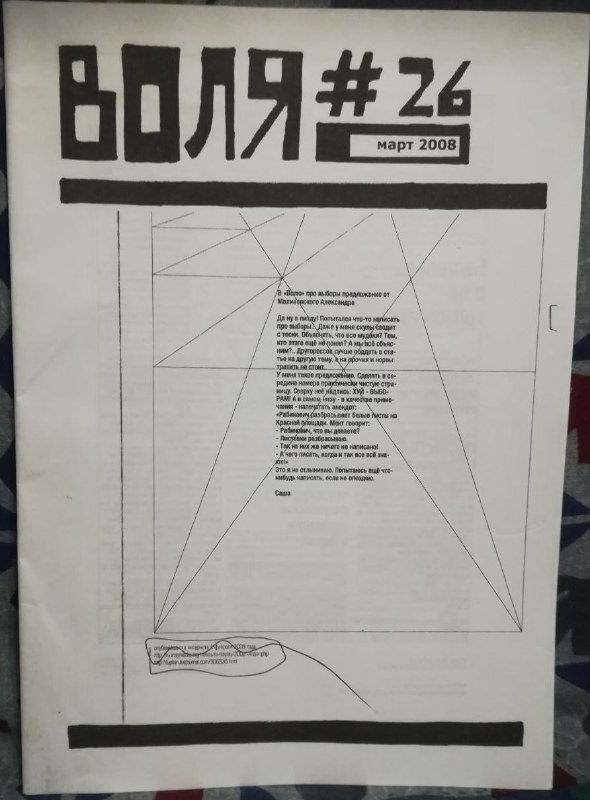 ВОЛЯ # 26
март 2008
В «Волю» про выборы предложение от
Малиновского Александра
Да ну в пизду! Попытался что-то написать
про выборы... Даже у меня скулы сводит
с тоски. Объяснять, что все мудаки? Тем,
кто этого ещё не понял? А мы всё объяс-
ним?.. Другороссов лучше обдать в ста-
тье на другую тему, а на прочих и нервы
тратить не стоит.
У меня такое предложение. Сделать в се-
редине номера практически чистую стра-
ницу. Сверху неё надпись: ХУЙ - ВЫБО-
РАМ! А в самом низу - в качестве приме-
чания - напечатать анекдот:
«Рабинович разбрасывает белые листы на
Красной площади. Мент говорит:
- Рабинович, что вы делаете?
- Листовки разбрасываю.
- Так на них же ничего не написано!
- А чего писать, когда и так все всё зна-
ют!»
Это я не отлыниваю. Попытаюсь ещё что-
нибудь написать, если не опоздаю.
Саша